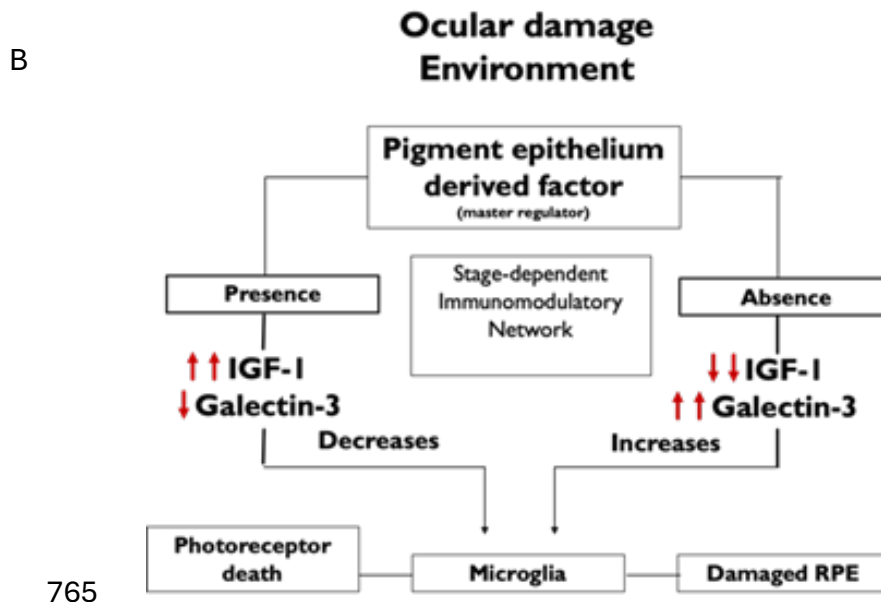 B
Ocular damage
Environment
Pigment epithelium
derived factor
(master regulator)
Stage-dependent
Immunomodulatory
Network
Presence
Absence
↑↑ IGF-1
↓ Galectin-3
↓↓ IGF-1
↑↑ Galectin-3
Decreases
Increases
Photoreceptor
death
Microglia
Damaged RPE
765